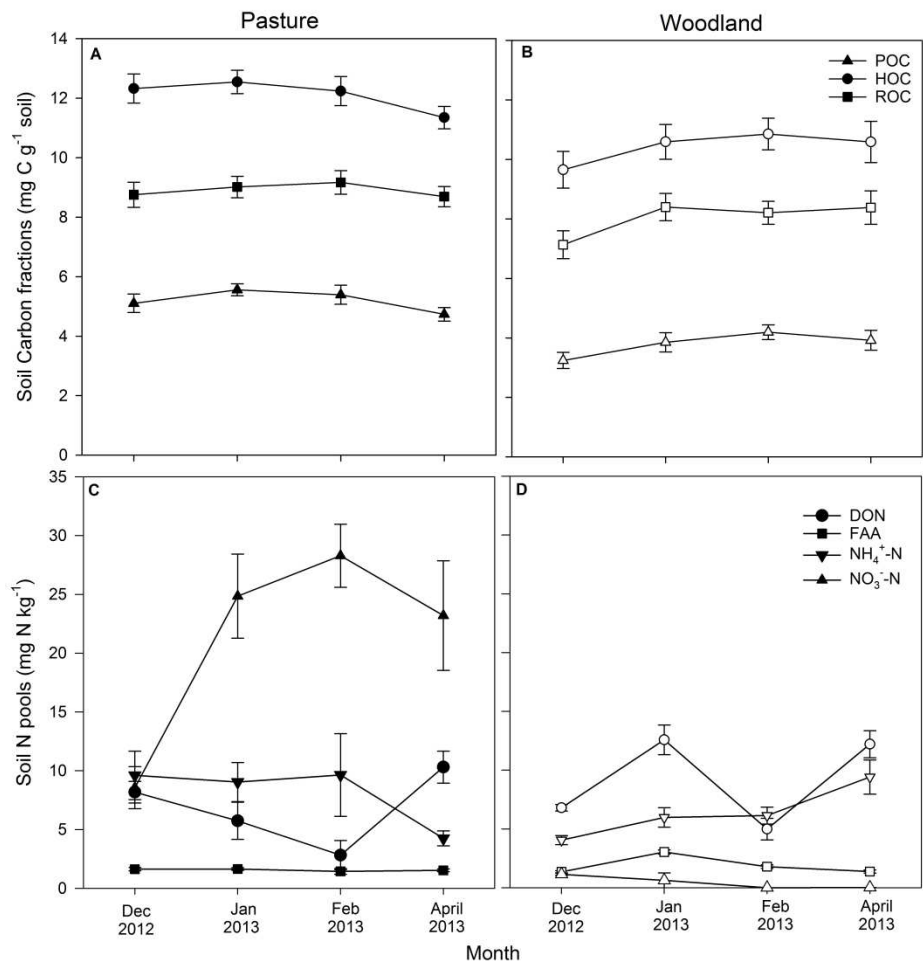 Pasture
Woodland
A
B
POC
HOC
ROC
14
12
10
8
6
4
2
0
Soil Carbon fractions (mg C g⁻¹ soil)
C
D
DON
FAA
NH₄⁺-N
NO₃⁻-N
35
30
25
20
15
10
5
0
Soil N pools (mg N kg⁻¹)
Dec
2012
Jan
2013
Feb
2013
April
2013
Dec
2012
Jan
2013
Feb
2013
April
2013
Month